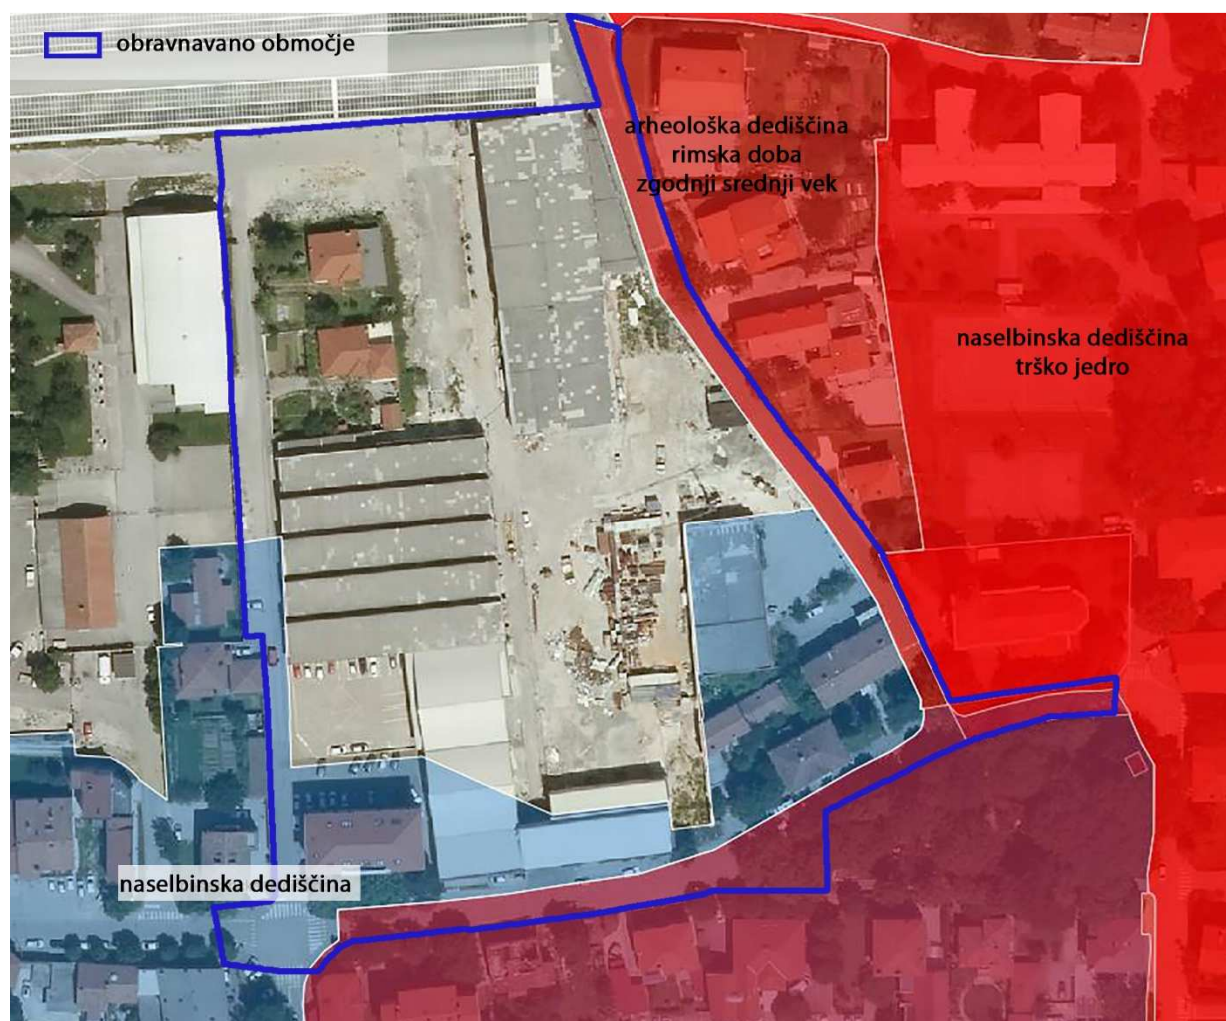 obravnavano območje
arheološka dediščina
rimska doba
zgodnji srednji vek
naselbinska dediščina
trško jedro
naselbinska dediščina